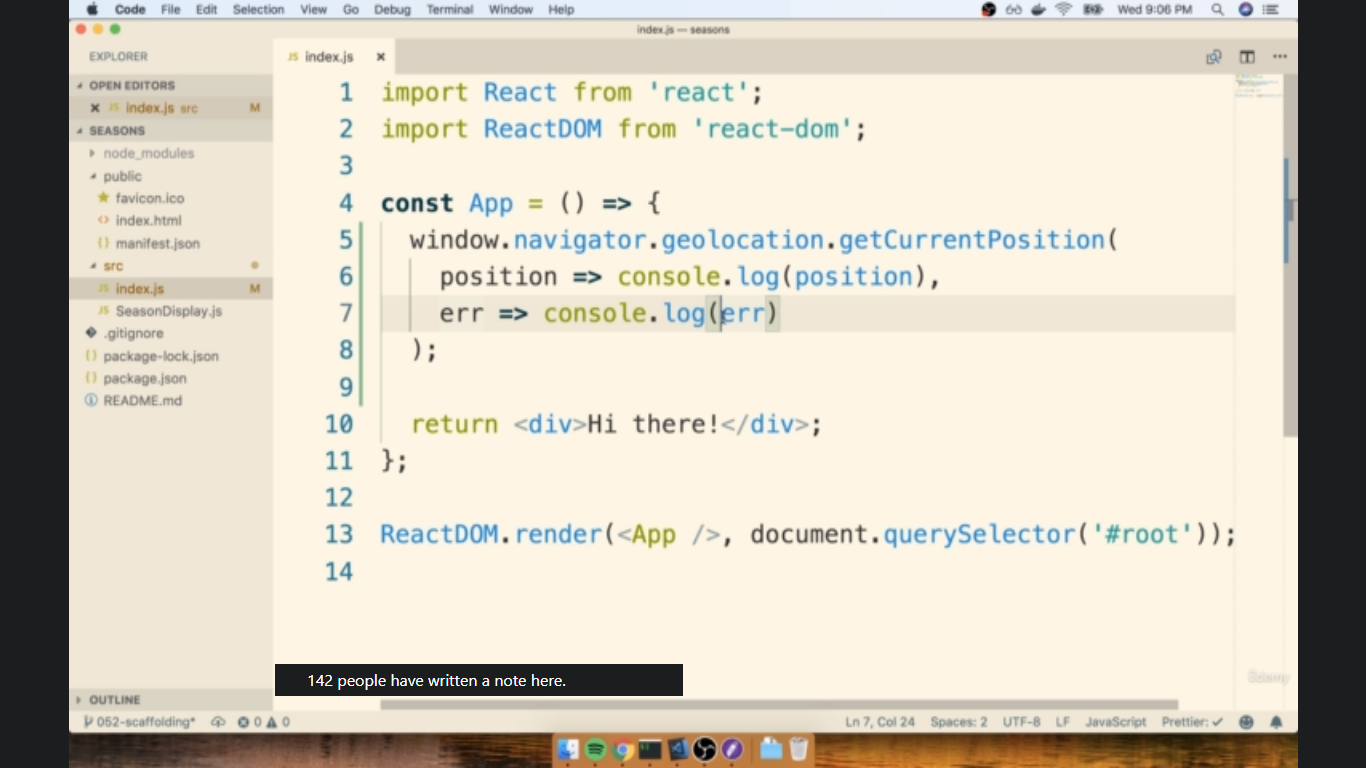 Code File Edit Selection View Go Debug Terminal Window Help Wed 9:06 PM
index.js — seasons
EXPLORER
JS index.js ×
OPEN EDITORS
× JS index.js src M
SEASONS
node_modules
public
favicon.ico
<> index.html
{} manifest.json
src
JS index.js M
JS SeasonDisplay.js
.gitignore
{} package-lock.json
{} package.json
README.md
OUTLINE
1 import React from 'react';
2 import ReactDOM from 'react-dom';
3
4 const App = () => {
5 window.navigator.geolocation.getCurrentPosition(
6 position => console.log(position),
7 err => console.log(err)
8 );
9
10 return <div>Hi there!</div>;
11 };
12
13 ReactDOM.render(<App />, document.querySelector('#root'));
14
142 people have written a note here.
Udemy
052-scaffolding* 0 0 Ln 7, Col 24 Spaces: 2 UTF-8 LF JavaScript Prettier: ✓